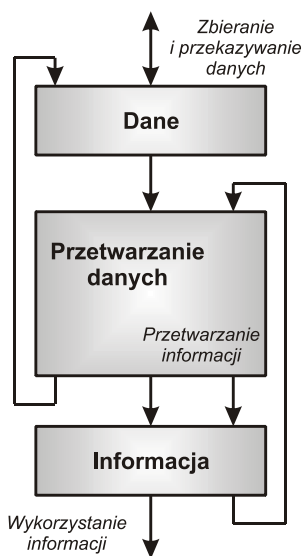 Zbieranie
i przekazywanie
danych
Dane
Przetwarzanie
danych
Przetwarzanie
informacji
Informacja
Wykorzystanie
informacji